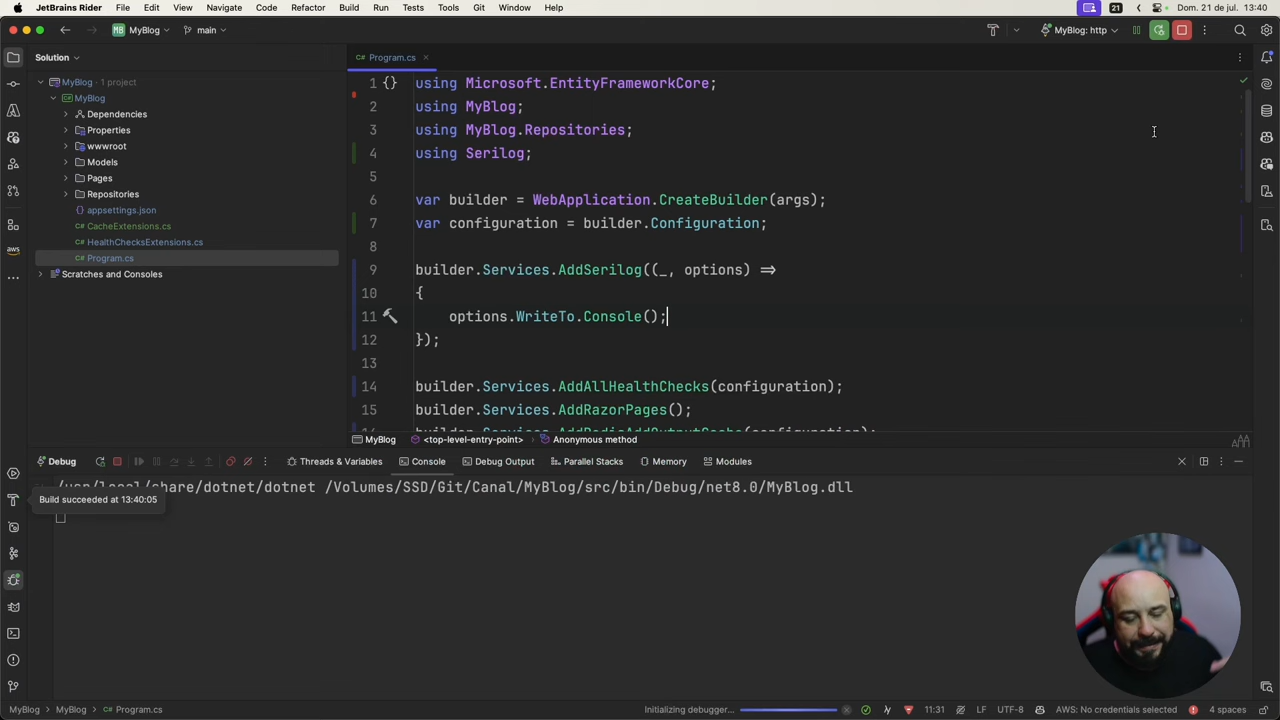 JetBrains Rider File Edit View Navigate Code Refactor Build Run Tests Tools Git Window Help 21 Dom. 21 de jul. 13:40
MB MyBlog main MyBlog: http
Solution
Program.cs
MyBlog · 1 project
MyBlog
Dependencies
Properties
wwwroot
Models
Pages
Repositories
appsettings.json
C# CacheExtensions.cs
C# HealthChecksExtensions.cs
C# Program.cs
Scratches and Consoles
aws
1 {} using Microsoft.EntityFrameworkCore;
2 using MyBlog;
3 using MyBlog.Repositories;
4 using Serilog;
5
6 var builder = WebApplication.CreateBuilder(args);
7 var configuration = builder.Configuration;
8
9 builder.Services.AddSerilog((_, options) =>
10 {
11 options.WriteTo.Console();
12 });
13
14 builder.Services.AddAllHealthChecks(configuration);
15 builder.Services.AddRazorPages();
MyBlog <top-level-entry-point> Anonymous method
Debug Threads & Variables Console Debug Output Parallel Stacks Memory Modules
/usr/local/share/dotnet/dotnet /Volumes/SSD/Git/Canal/MyBlog/src/bin/Debug/net8.0/MyBlog.dll
Build succeeded at 13:40:05
MyBlog MyBlog C# Program.cs Initializing debugger... 11:31 LF UTF-8 AWS: No credentials selected 4 spaces